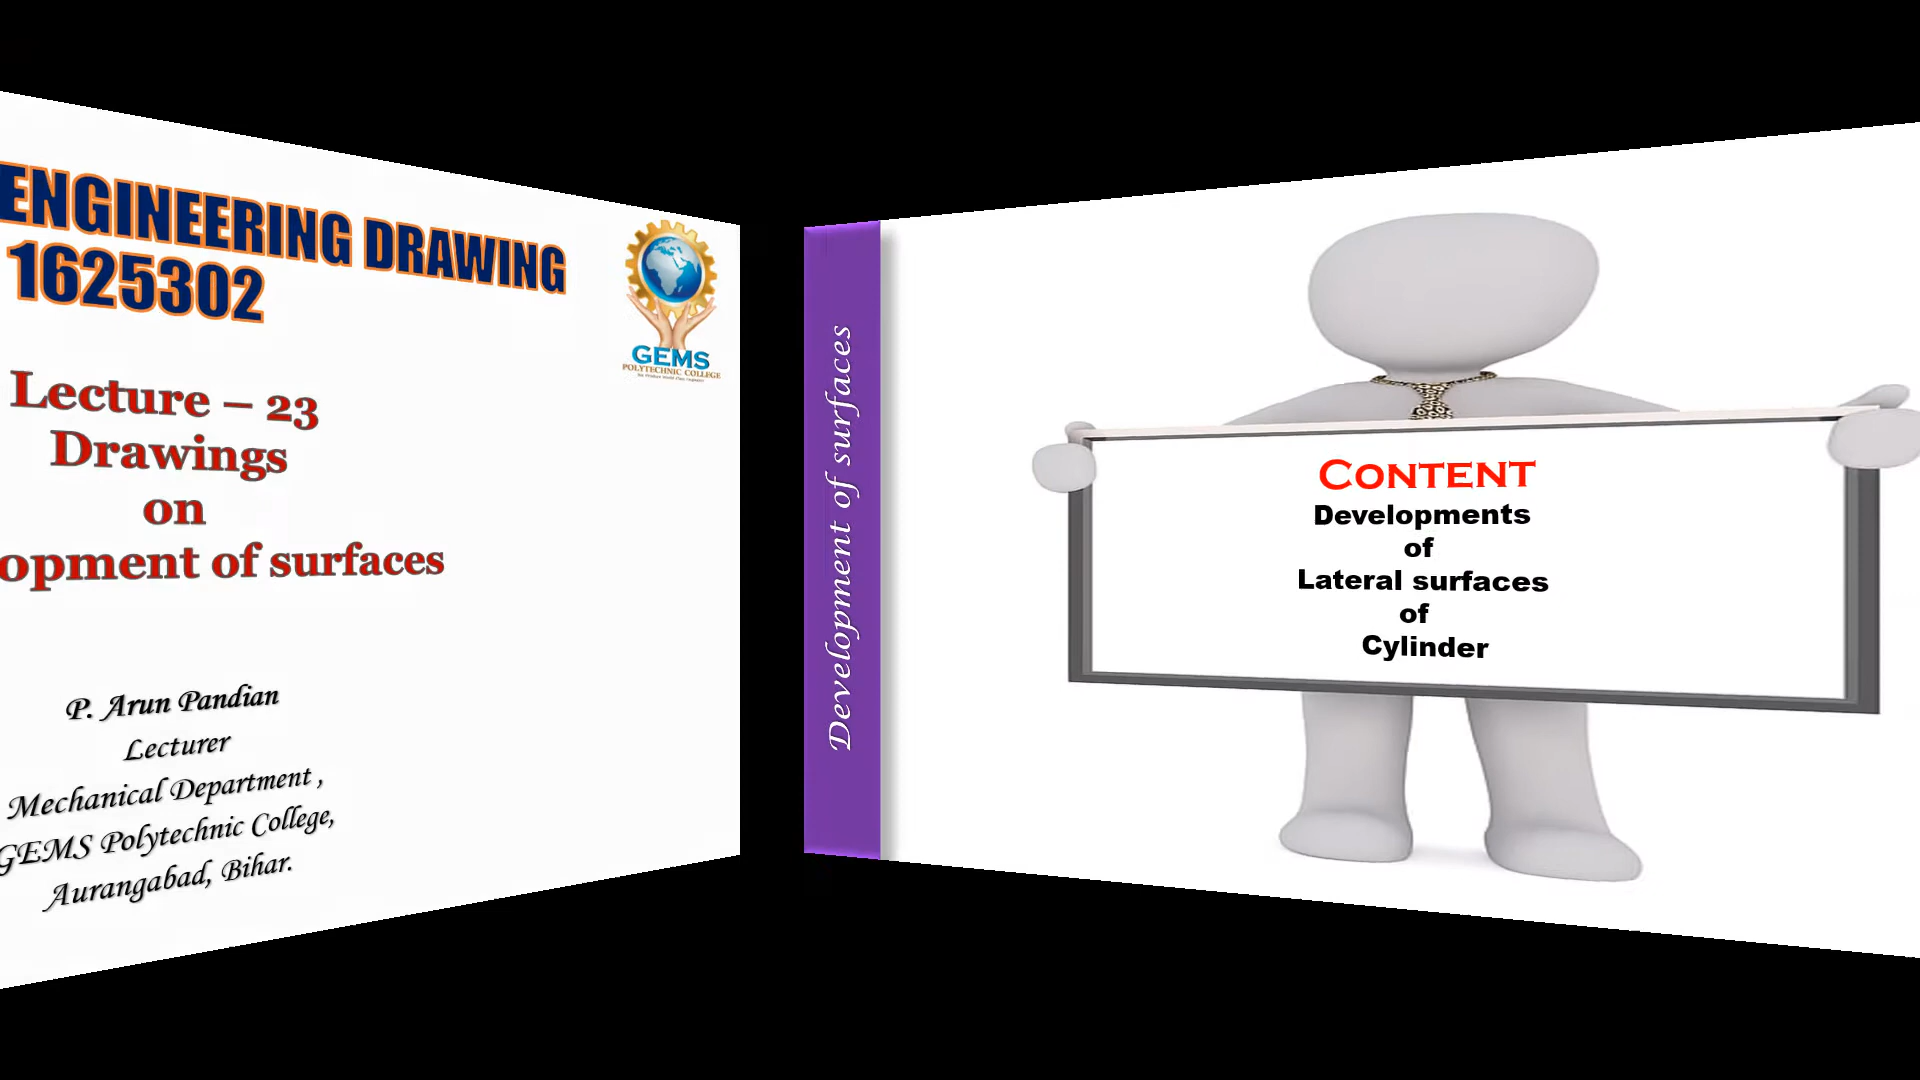 ENGINEERING DRAWING
1625302
GEMS
POLYTECHNIC COLLEGE
Lecture – 23
Drawings
on
opment of surfaces
P. Arun Pandian
Lecturer
Mechanical Department ,
GEMS Polytechnic College,
Aurangabad, Bihar.
Development of surfaces
CONTENT
Developments
of
Lateral surfaces
of
Cylinder